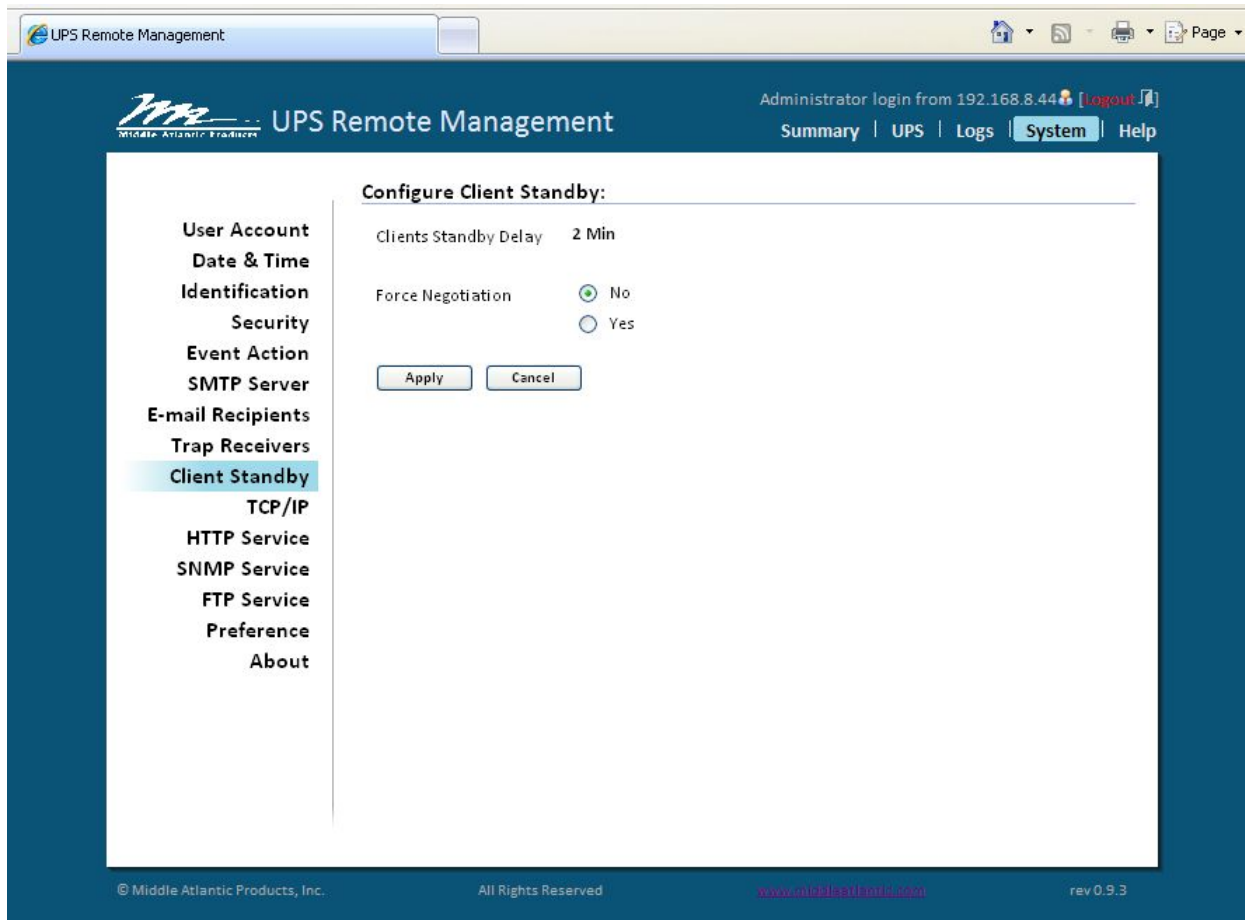 UPS Remote Management
Page
Administrator login from 192.168.8.44 [Logout]
Middle Atlantic Products
UPS Remote Management
Summary | UPS | Logs | System | Help
Configure Client Standby:
User Account
Date & Time
Identification
Security
Event Action
SMTP Server
E-mail Recipients
Trap Receivers
Client Standby
TCP/IP
HTTP Service
SNMP Service
FTP Service
Preference
About
Clients Standby Delay 2 Min
Force Negotiation No
Yes
Apply Cancel
© Middle Atlantic Products, Inc. All Rights Reserved www.middleatlantic.com rev 0.9.3